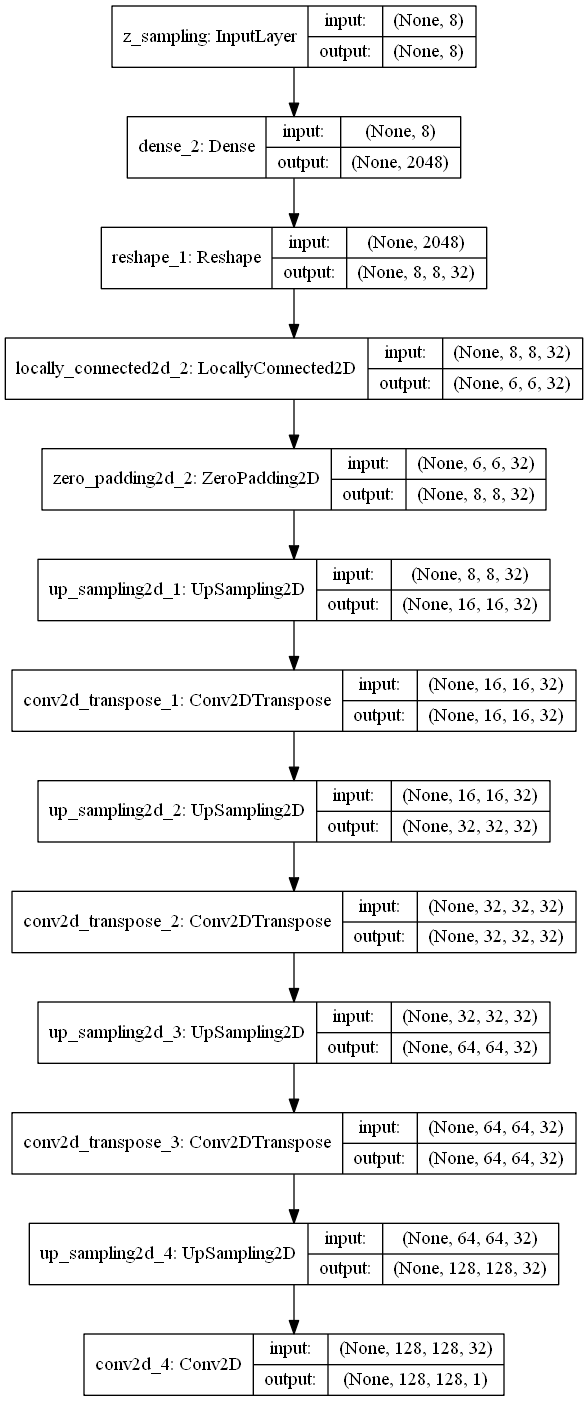 z_sampling: InputLayer
input: (None, 8)
output: (None, 8)
dense_2: Dense
input: (None, 8)
output: (None, 2048)
reshape_1: Reshape
input: (None, 2048)
output: (None, 8, 8, 32)
locally_connected2d_2: LocallyConnected2D
input: (None, 8, 8, 32)
output: (None, 6, 6, 32)
zero_padding2d_2: ZeroPadding2D
input: (None, 6, 6, 32)
output: (None, 8, 8, 32)
up_sampling2d_1: UpSampling2D
input: (None, 8, 8, 32)
output: (None, 16, 16, 32)
conv2d_transpose_1: Conv2DTranspose
input: (None, 16, 16, 32)
output: (None, 16, 16, 32)
up_sampling2d_2: UpSampling2D
input: (None, 16, 16, 32)
output: (None, 32, 32, 32)
conv2d_transpose_2: Conv2DTranspose
input: (None, 32, 32, 32)
output: (None, 32, 32, 32)
up_sampling2d_3: UpSampling2D
input: (None, 32, 32, 32)
output: (None, 64, 64, 32)
conv2d_transpose_3: Conv2DTranspose
input: (None, 64, 64, 32)
output: (None, 64, 64, 32)
up_sampling2d_4: UpSampling2D
input: (None, 64, 64, 32)
output: (None, 128, 128, 32)
conv2d_4: Conv2D
input: (None, 128, 128, 32)
output: (None, 128, 128, 1)